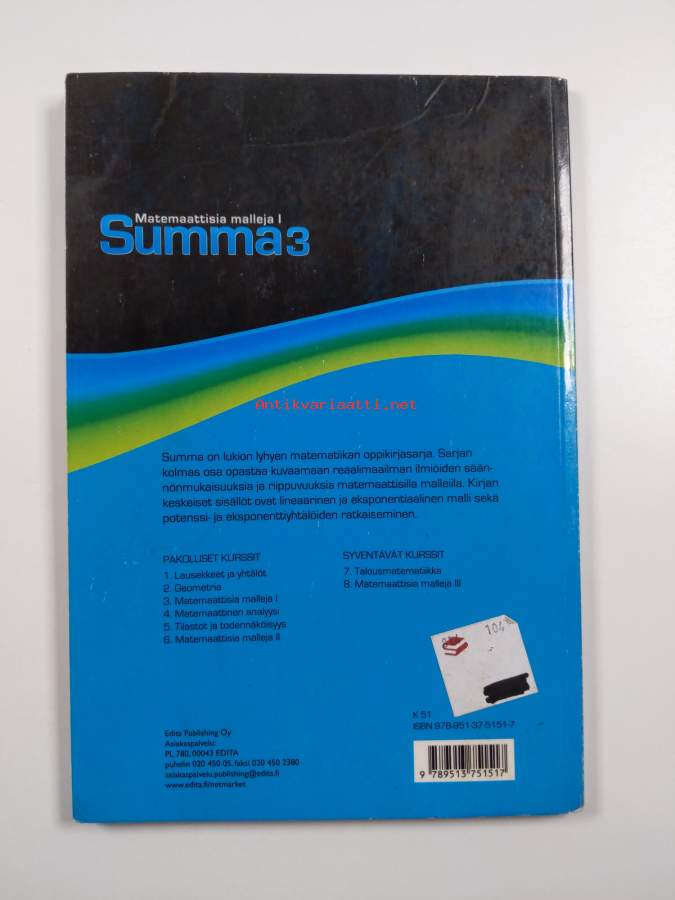 Matemaattisia malleja I
Summa3
Antikvariaatti.net
Summa on lukion lyhyen matematiikan oppikirjasarja. Sarjan
kolmas osa opastaa kuvaamaan reaalimaailman ilmiöiden sään-
nönmukaisuuksia ja riippuvuuksia matemaattisilla malleilla. Kirjan
keskeiset sisällöt ovat lineaarinen ja eksponentiaalinen malli sekä
potenssi- ja eksponenttiyhtälöiden ratkaiseminen.
PAKOLLISET KURSSIT
1. Lausekkeet ja yhtälöt
2. Geometria
3. Matemaattisia malleja I
4. Matemaattinen analyysi
5. Tilastot ja todennäköisyys
6. Matemaattisia malleja II
SYVENTÄVÄT KURSSIT
7. Talousmatematiikka
8. Matemaattisia malleja III
104
K 51
ISBN 978-951-37-5151-7
9 789513 751517
Edita Publishing Oy
Asiakaspalvelu:
PL 780, 00043 EDITA
puhelin 020 450 05, faksi 020 450 2380
asiakaspalvelu.publishing@edita.fi
www.edita.fi/netmarket